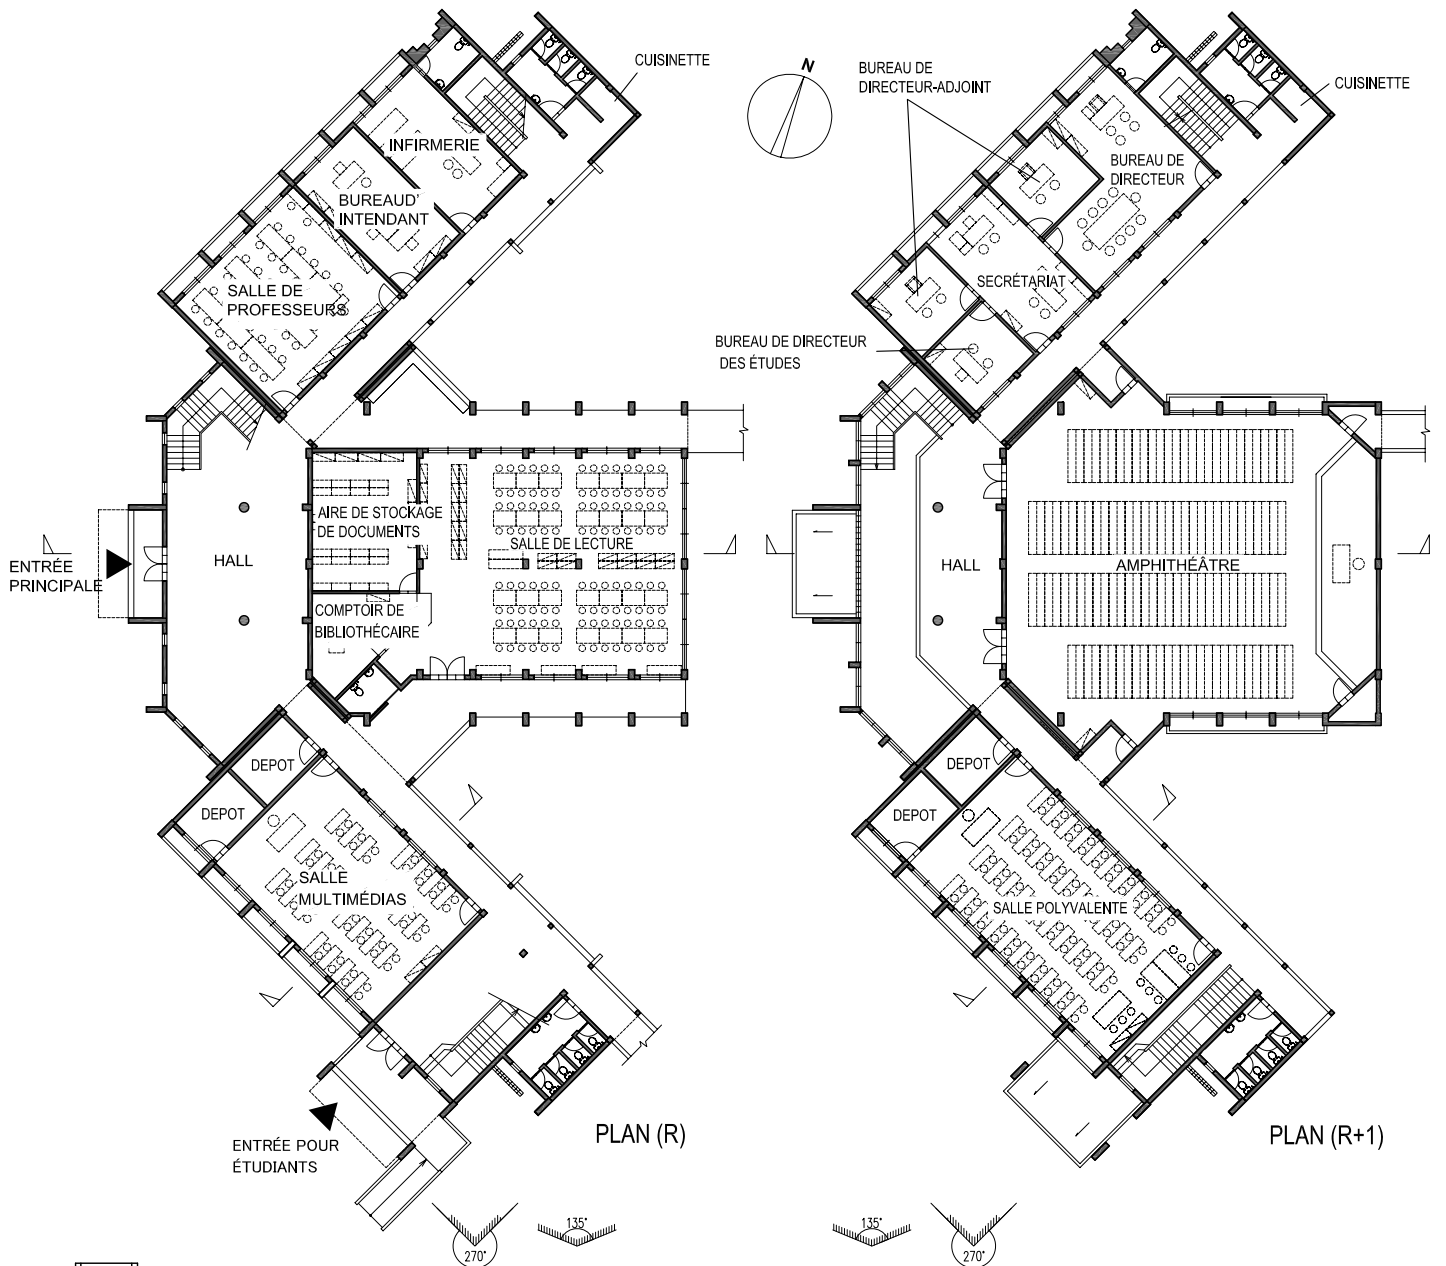 CUISINETTE
INFIRMERIE
BUREAUD'
INTENDANT
SALLE DE
PROFESSEURS
AIRE DE STOCKAGE
DE DOCUMENTS
SALLE DE LECTURE
HALL
ENTRÉE
PRINCIPALE
COMPTOIR DE
BIBLIOTHÉCAIRE
DEPOT
DEPOT
SALLE
MULTIMÉDIAS
ENTRÉE POUR
ÉTUDIANTS
PLAN (R)
135°
270°
N
BUREAU DE
DIRECTEUR-ADJOINT
CUISINETTE
BUREAU DE
DIRECTEUR
SECRÉTARIAT
BUREAU DE DIRECTEUR
DES ÉTUDES
HALL
AMPHITHÉÂTRE
DEPOT
DEPOT
SALLE POLYVALENTE
PLAN (R+1)
135°
270°